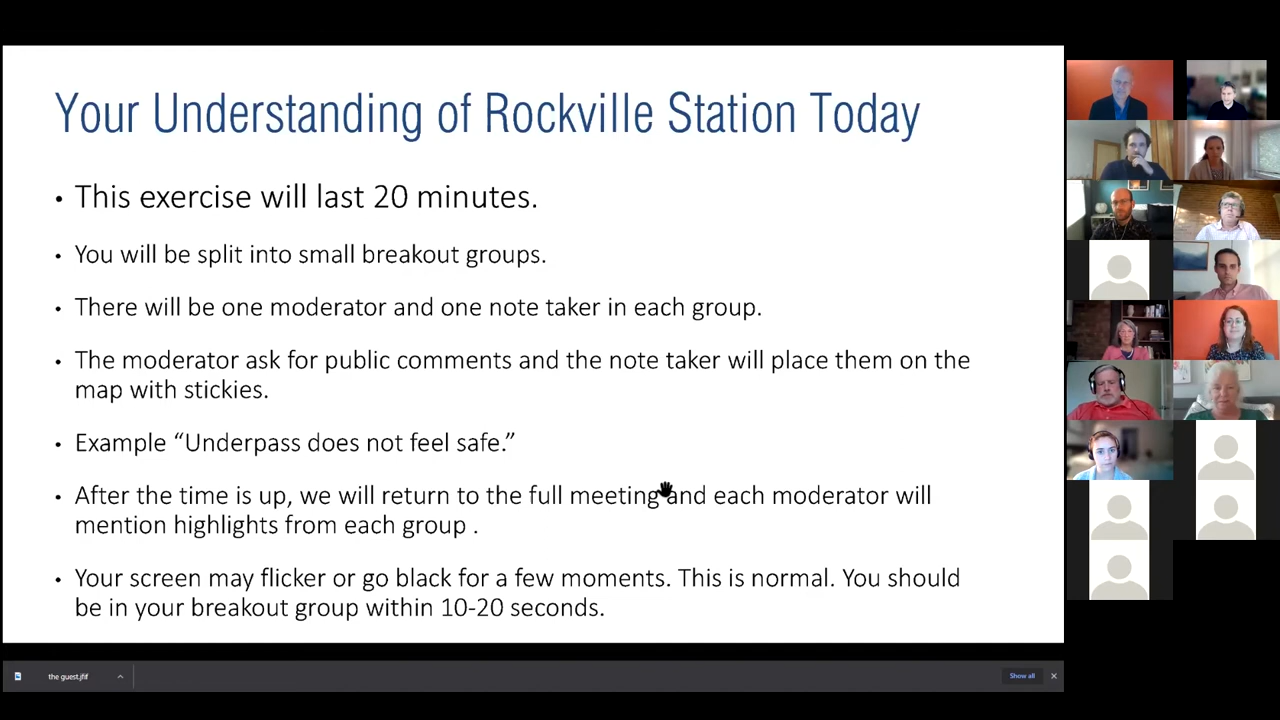 Your Understanding of Rockville Station Today
• This exercise will last 20 minutes.
• You will be split into small breakout groups.
• There will be one moderator and one note taker in each group.
• The moderator ask for public comments and the note taker will place them on the
map with stickies.
• Example “Underpass does not feel safe.”
• After the time is up, we will return to the full meeting and each moderator will
mention highlights from each group .
• Your screen may flicker or go black for a few moments. This is normal. You should
be in your breakout group within 10-20 seconds.
the guest.jfif
Show all